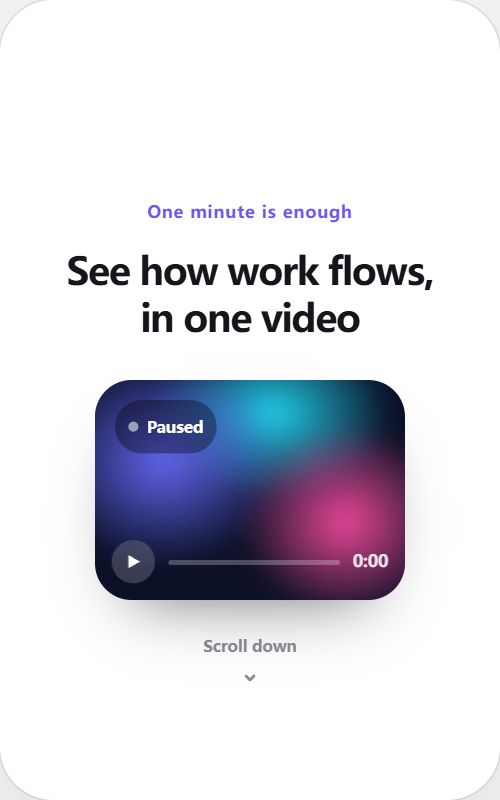 One minute is enough
See how work flows,
in one video
Paused
0:00
Scroll down